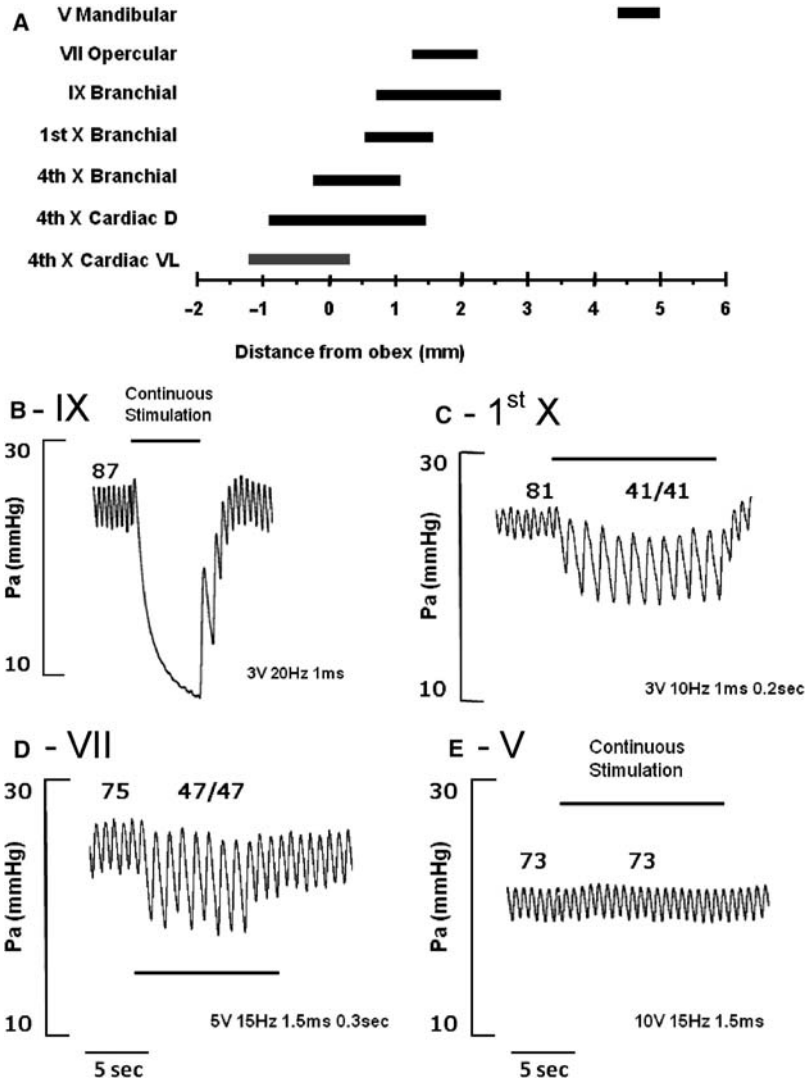 A
V Mandibular
VII Opercular
IX Branchial
1st X Branchial
4th X Branchial
4th X Cardiac D
4th X Cardiac VL
−2 −1 0 1 2 3 4 5 6
Distance from obex (mm)
B - IX
Continuous
Stimulation
30
87
Pa (mmHg)
10
3V 20Hz 1ms
C - 1st X
30
81 41/41
Pa (mmHg)
10
3V 10Hz 1ms 0.2sec
D - VII
30
75 47/47
Pa (mmHg)
10
5V 15Hz 1.5ms 0.3sec
5 sec
E - V
Continuous
Stimulation
30
73 73
Pa (mmHg)
10
10V 15Hz 1.5ms
5 sec